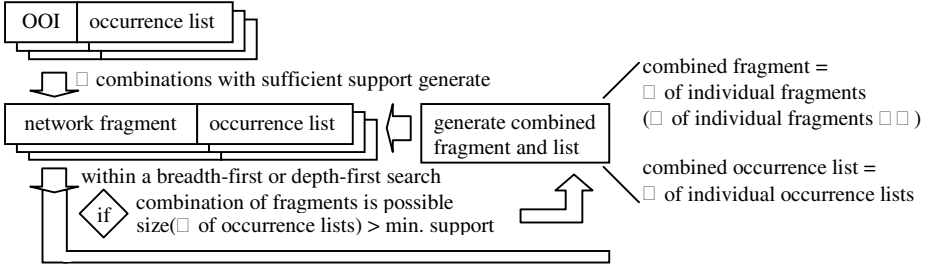 OOI occurrence list
□ combinations with sufficient support generate
network fragment occurrence list
generate combined
fragment and list
combined fragment =
□ of individual fragments
(□ of individual fragments □ □ )
within a breadth-first or depth-first search
if
combination of fragments is possible
size(□ of occurrence lists) > min. support
combined occurrence list =
□ of individual occurrence lists